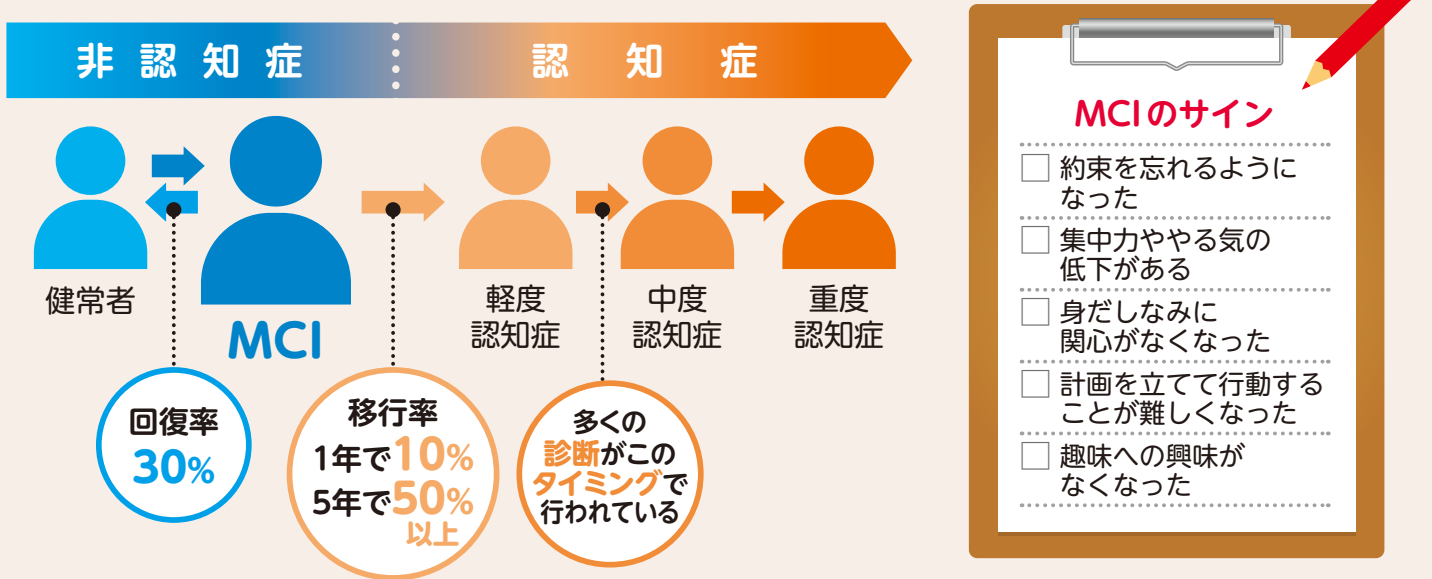 非認知症
認知症
健常者
MCI
軽度
認知症
中度
認知症
重度
認知症
回復率
30%
移行率
1年で10%
5年で50%
以上
多くの
診断がこの
タイミングで
行われている
MCIのサイン
約束を忘れるように
なった
集中力ややる気の
低下がある
身だしなみに
関心がなくなった
計画を立てて行動する
ことが難しくなった
趣味への興味が
なくなった